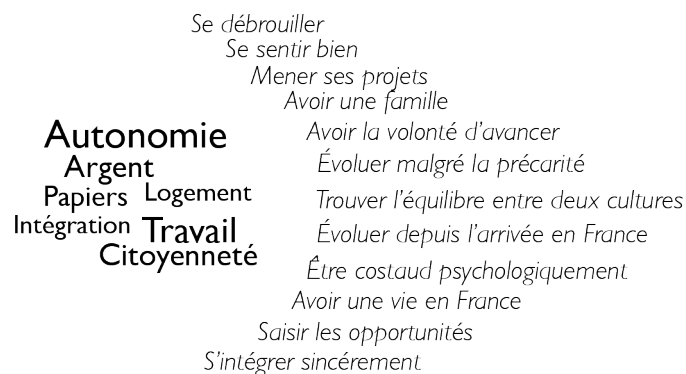 Se débrouiller
Se sentir bien
Mener ses projets
Avoir une famille
Autonomie
Argent
Papiers Logement
Intégration Travail
Citoyenneté
Avoir la volonté d'avancer
Évoluer malgré la précarité
Trouver l'équilibre entre deux cultures
Évoluer depuis l'arrivée en France
Être costaud psychologiquement
Avoir une vie en France
Saisir les opportunités
S'intégrer sincérement